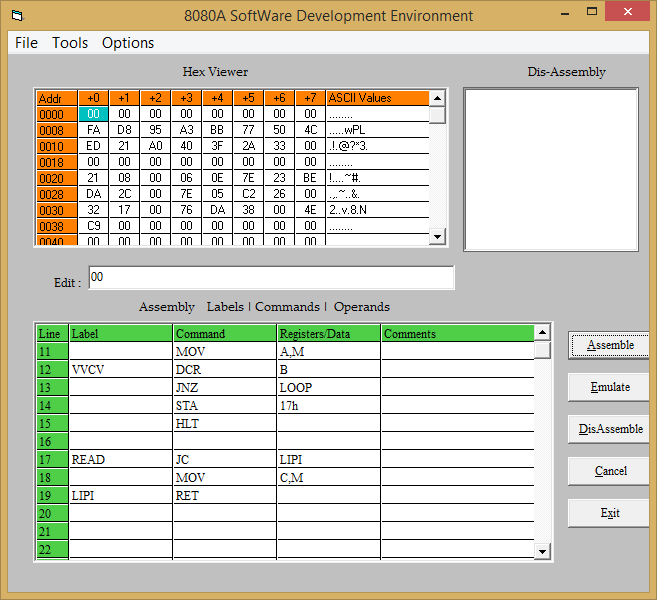 8080A SoftWare Development Environment
File Tools Options
Hex Viewer
Dis-Assembly
Addr +0 +1 +2 +3 +4 +5 +6 +7 ASCII Values
0000 00 00 00 00 00 00 00 00 ........
0008 FA D8 95 A3 BB 77 50 4C .....wPL
0010 ED 21 A0 40 3F 2A 33 00 .!.@?*3.
0018 00 00 00 00 00 00 00 00 ........
0020 21 08 00 06 0E 7E 23 BE !....~#.
0028 DA 2C 00 7E 05 C2 26 00 .,.~..&.
0030 32 17 00 76 DA 38 00 4E 2..v.8.N
0038 C9 00 00 00 00 00 00 00 ........
0040 00 00 00 00 00 00 00 00 ........
Edit : 00
Assembly Labels | Commands | Operands
Line Label Command Registers/Data Comments
11 MOV A,M
12 VVCV DCR B
13 JNZ LOOP
14 STA 17h
15 HLT
16
17 READ JC LIPI
18 MOV C,M
19 LIPI RET
20
21
22
Assemble
Emulate
DisAssemble
Cancel
Exit